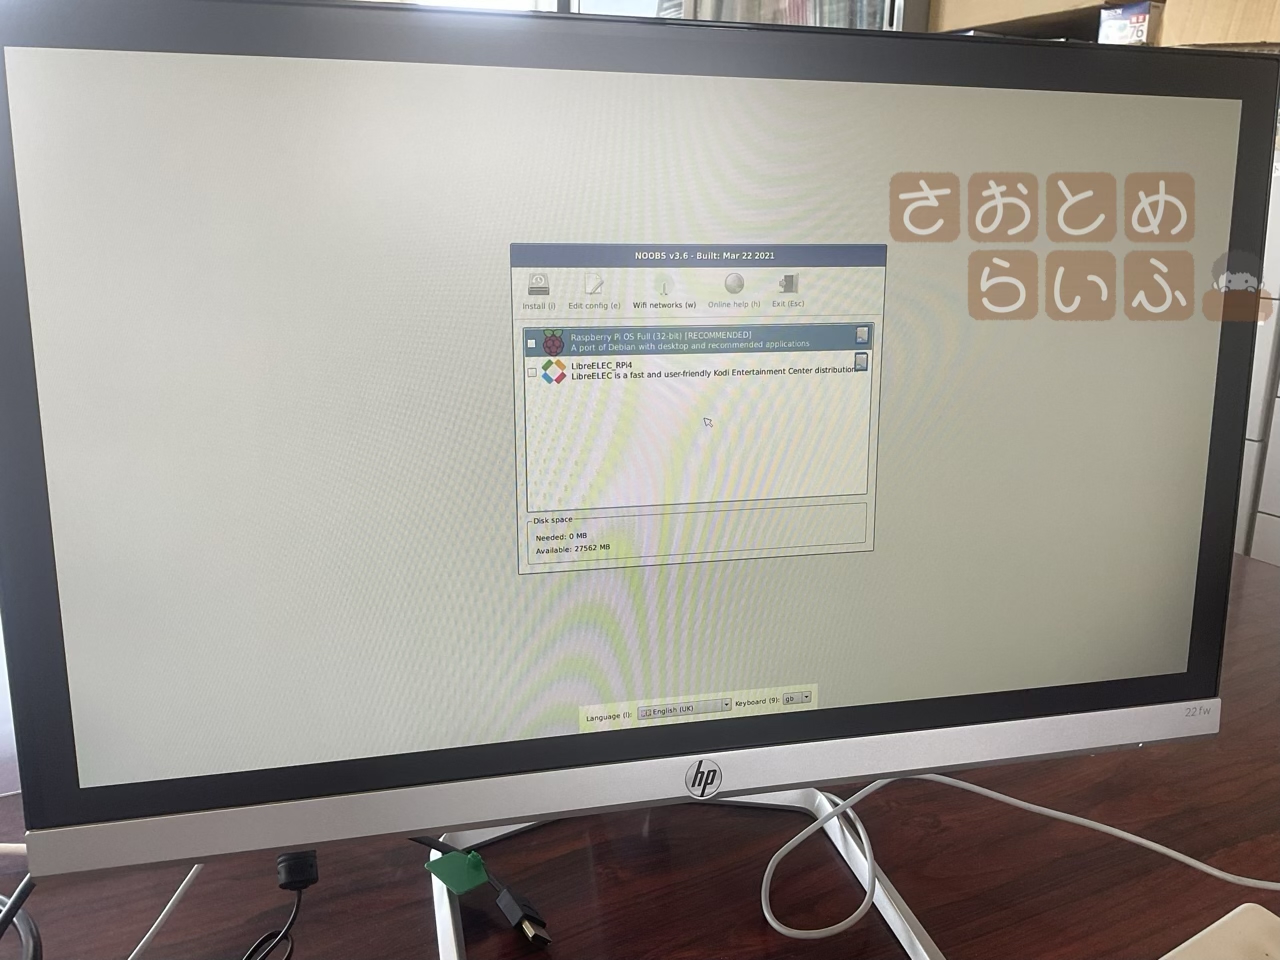 76
さおとめ
らいふ
NOOBS v3.6 - Built: Mar 22 2021
Install (i) Edit config (e) Wifi networks (w) Online help (h) Exit (Esc)
Raspberry Pi OS Full (32-bit) [RECOMMENDED]
A port of Debian with desktop and recommended applications
LibreELEC_RPi4
LibreELEC is a fast and user-friendly Kodi Entertainment Center distribution
Disk space
Needed: 0 MB
Available: 27562 MB
Language (l): English (UK) Keyboard (9): gb
22fw
hp